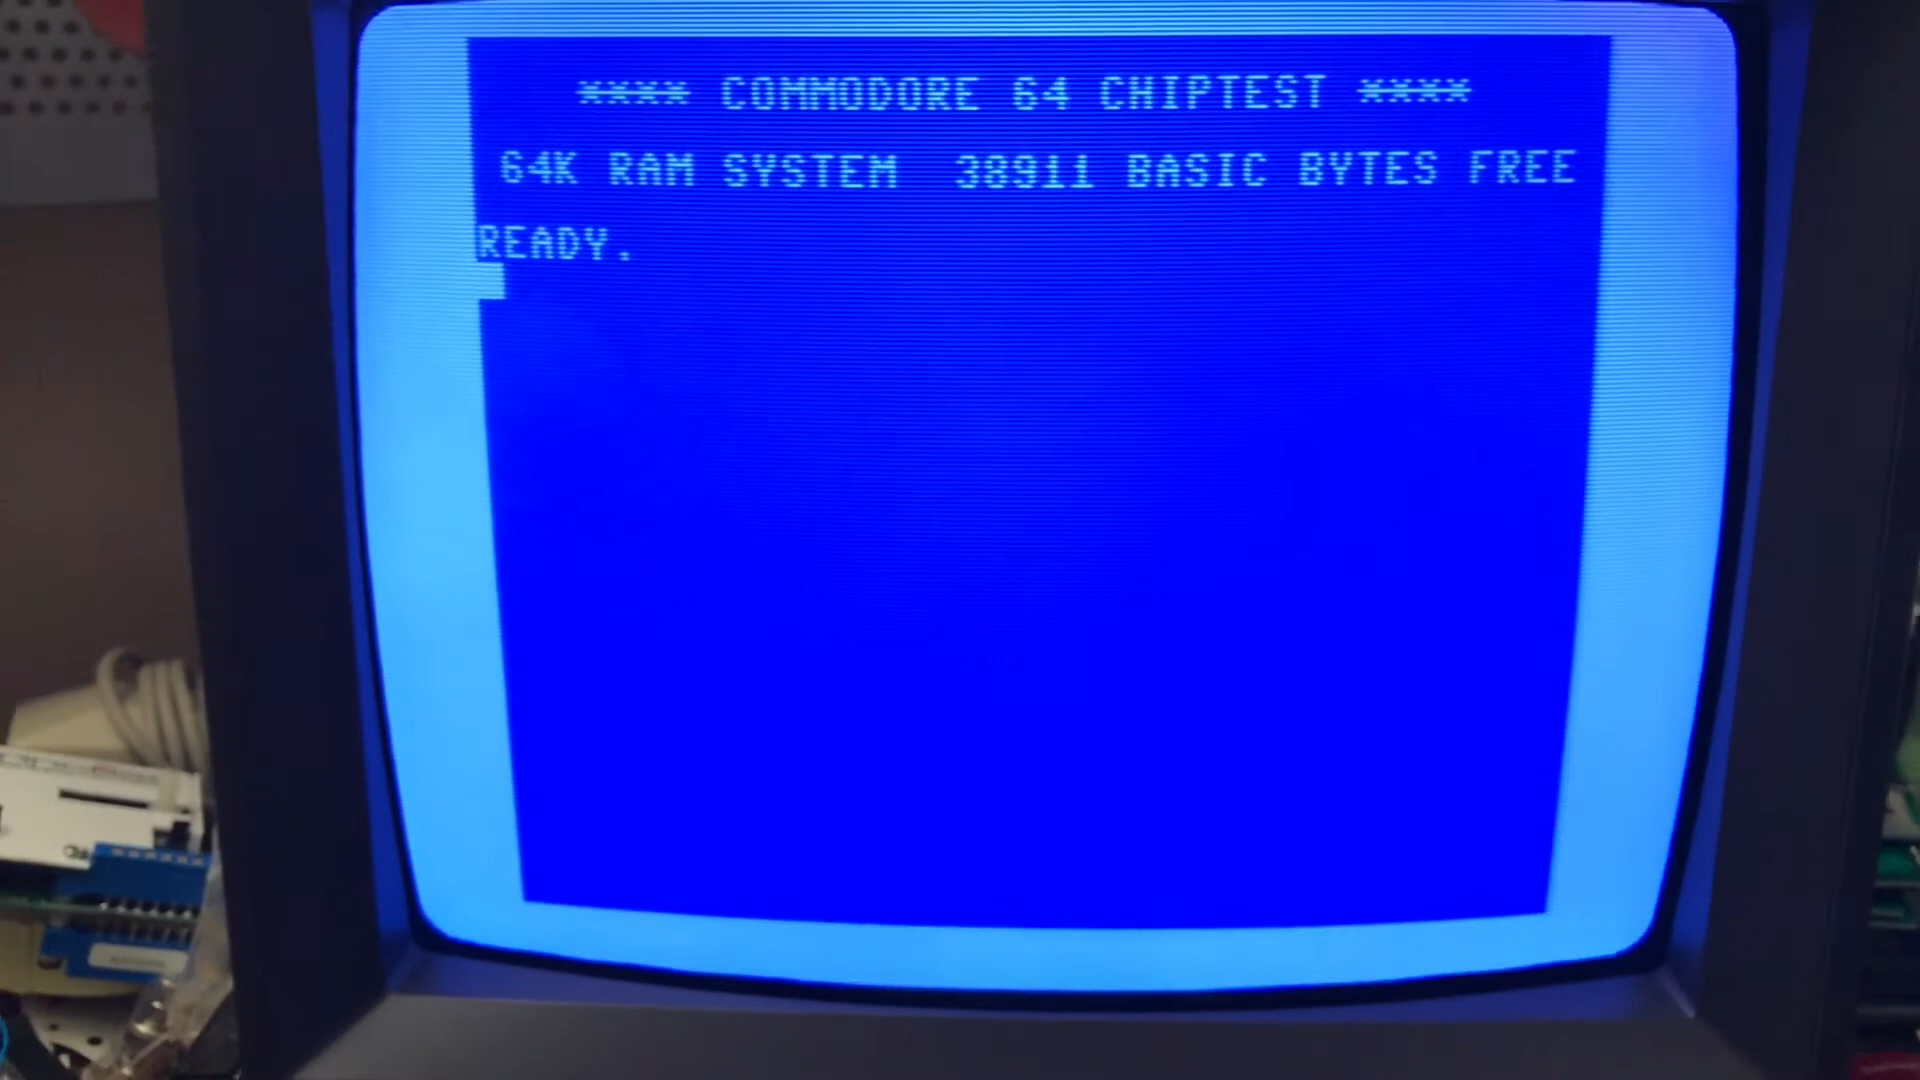 **** COMMODORE 64 CHIPTEST ****
64K RAM SYSTEM  38911 BASIC BYTES FREE
READY.